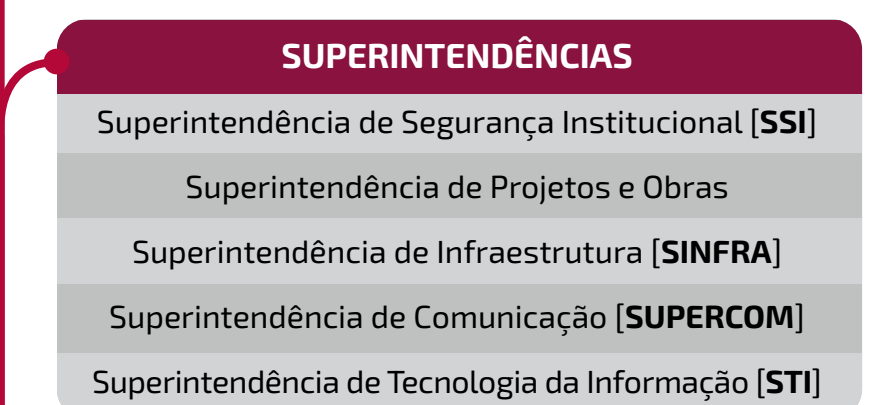 SUPERINTENDÊNCIAS
Superintendência de Segurança Institucional [SSI]
Superintendência de Projetos e Obras
Superintendência de Infraestrutura [SINFRA]
Superintendência de Comunicação [SUPERCOM]
Superintendência de Tecnologia da Informação [STI]